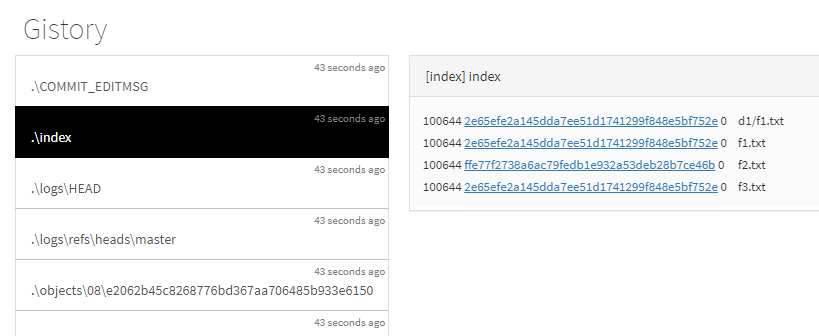 Gistory
43 seconds ago
.\COMMIT_EDITMSG
43 seconds ago
.\index
43 seconds ago
.\logs\HEAD
43 seconds ago
.\logs\refs\heads\master
43 seconds ago
.\objects\08\e2062b45c8268776bd367aa706485b933e6150
43 seconds ago
[index] index
100644 2e65efe2a145dda7ee51d1741299f848e5bf752e 0 d1/f1.txt
100644 2e65efe2a145dda7ee51d1741299f848e5bf752e 0 f1.txt
100644 ffe77f2738a6ac79fedb1e932a53deb28b7ce46b 0 f2.txt
100644 2e65efe2a145dda7ee51d1741299f848e5bf752e 0 f3.txt